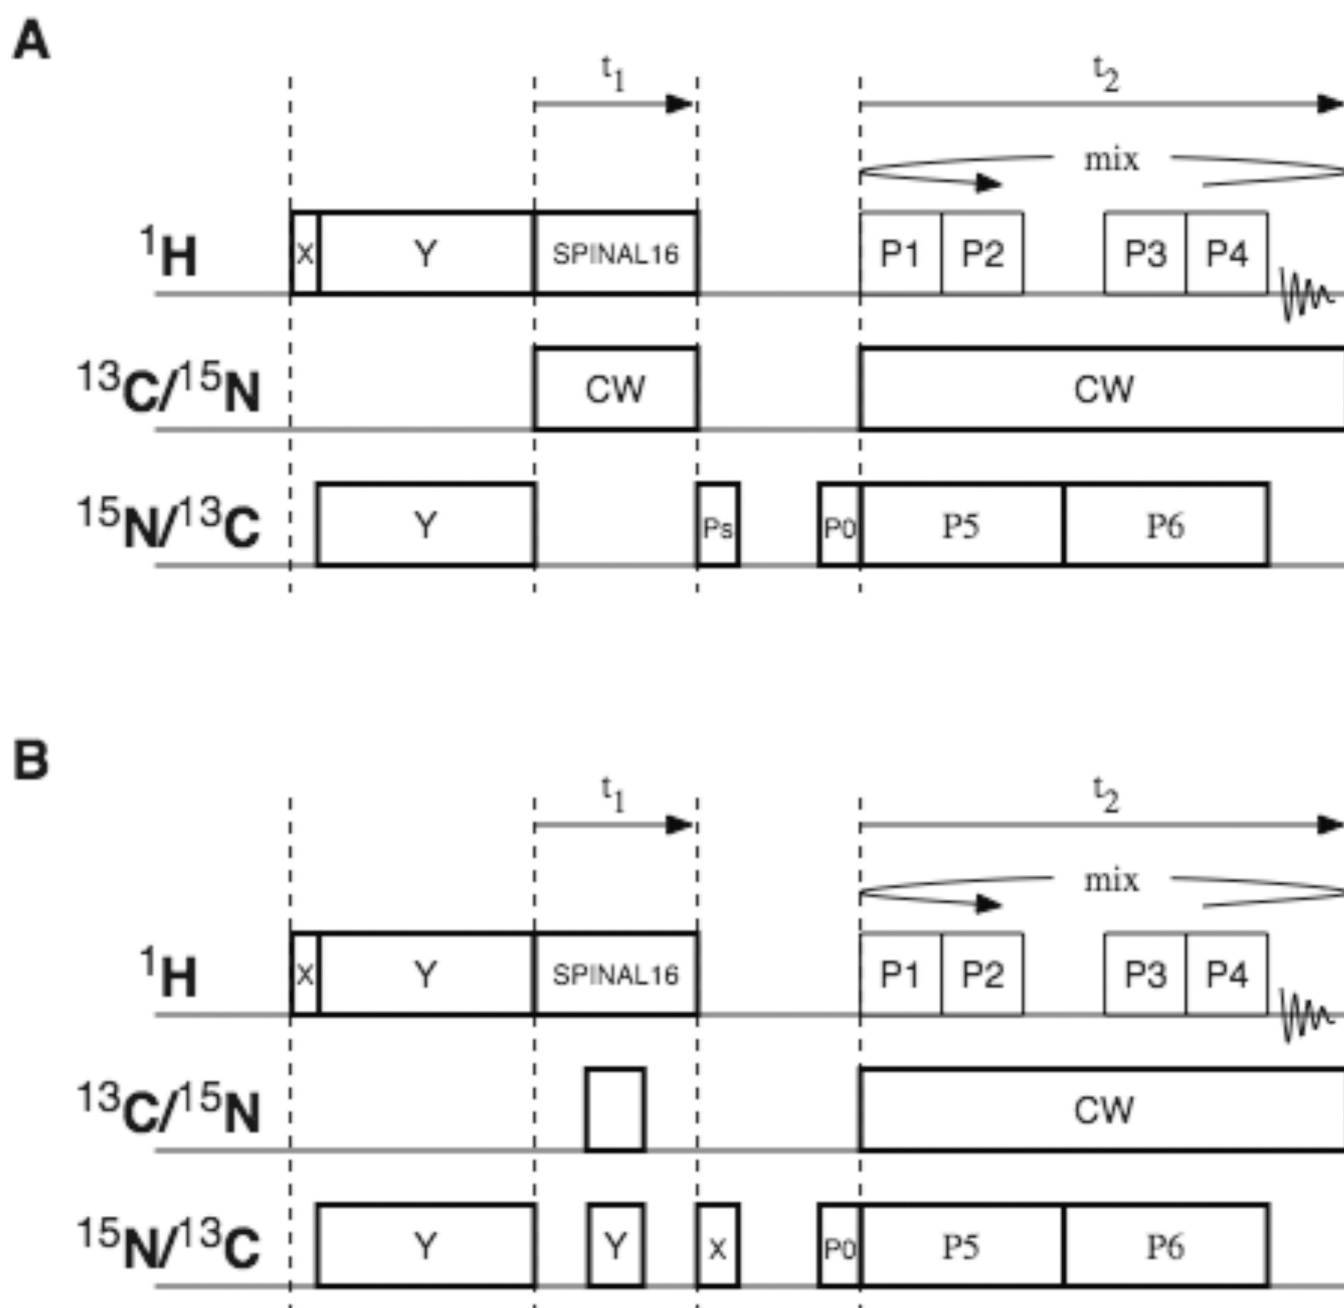 A
t1 t2
mix
1H X Y SPINAL16 P1 P2 P3 P4
13C/15N CW CW
15N/13C Y Ps P0 P5 P6
B
t1 t2
mix
1H X Y SPINAL16 P1 P2 P3 P4
13C/15N CW
15N/13C Y Y X P0 P5 P6